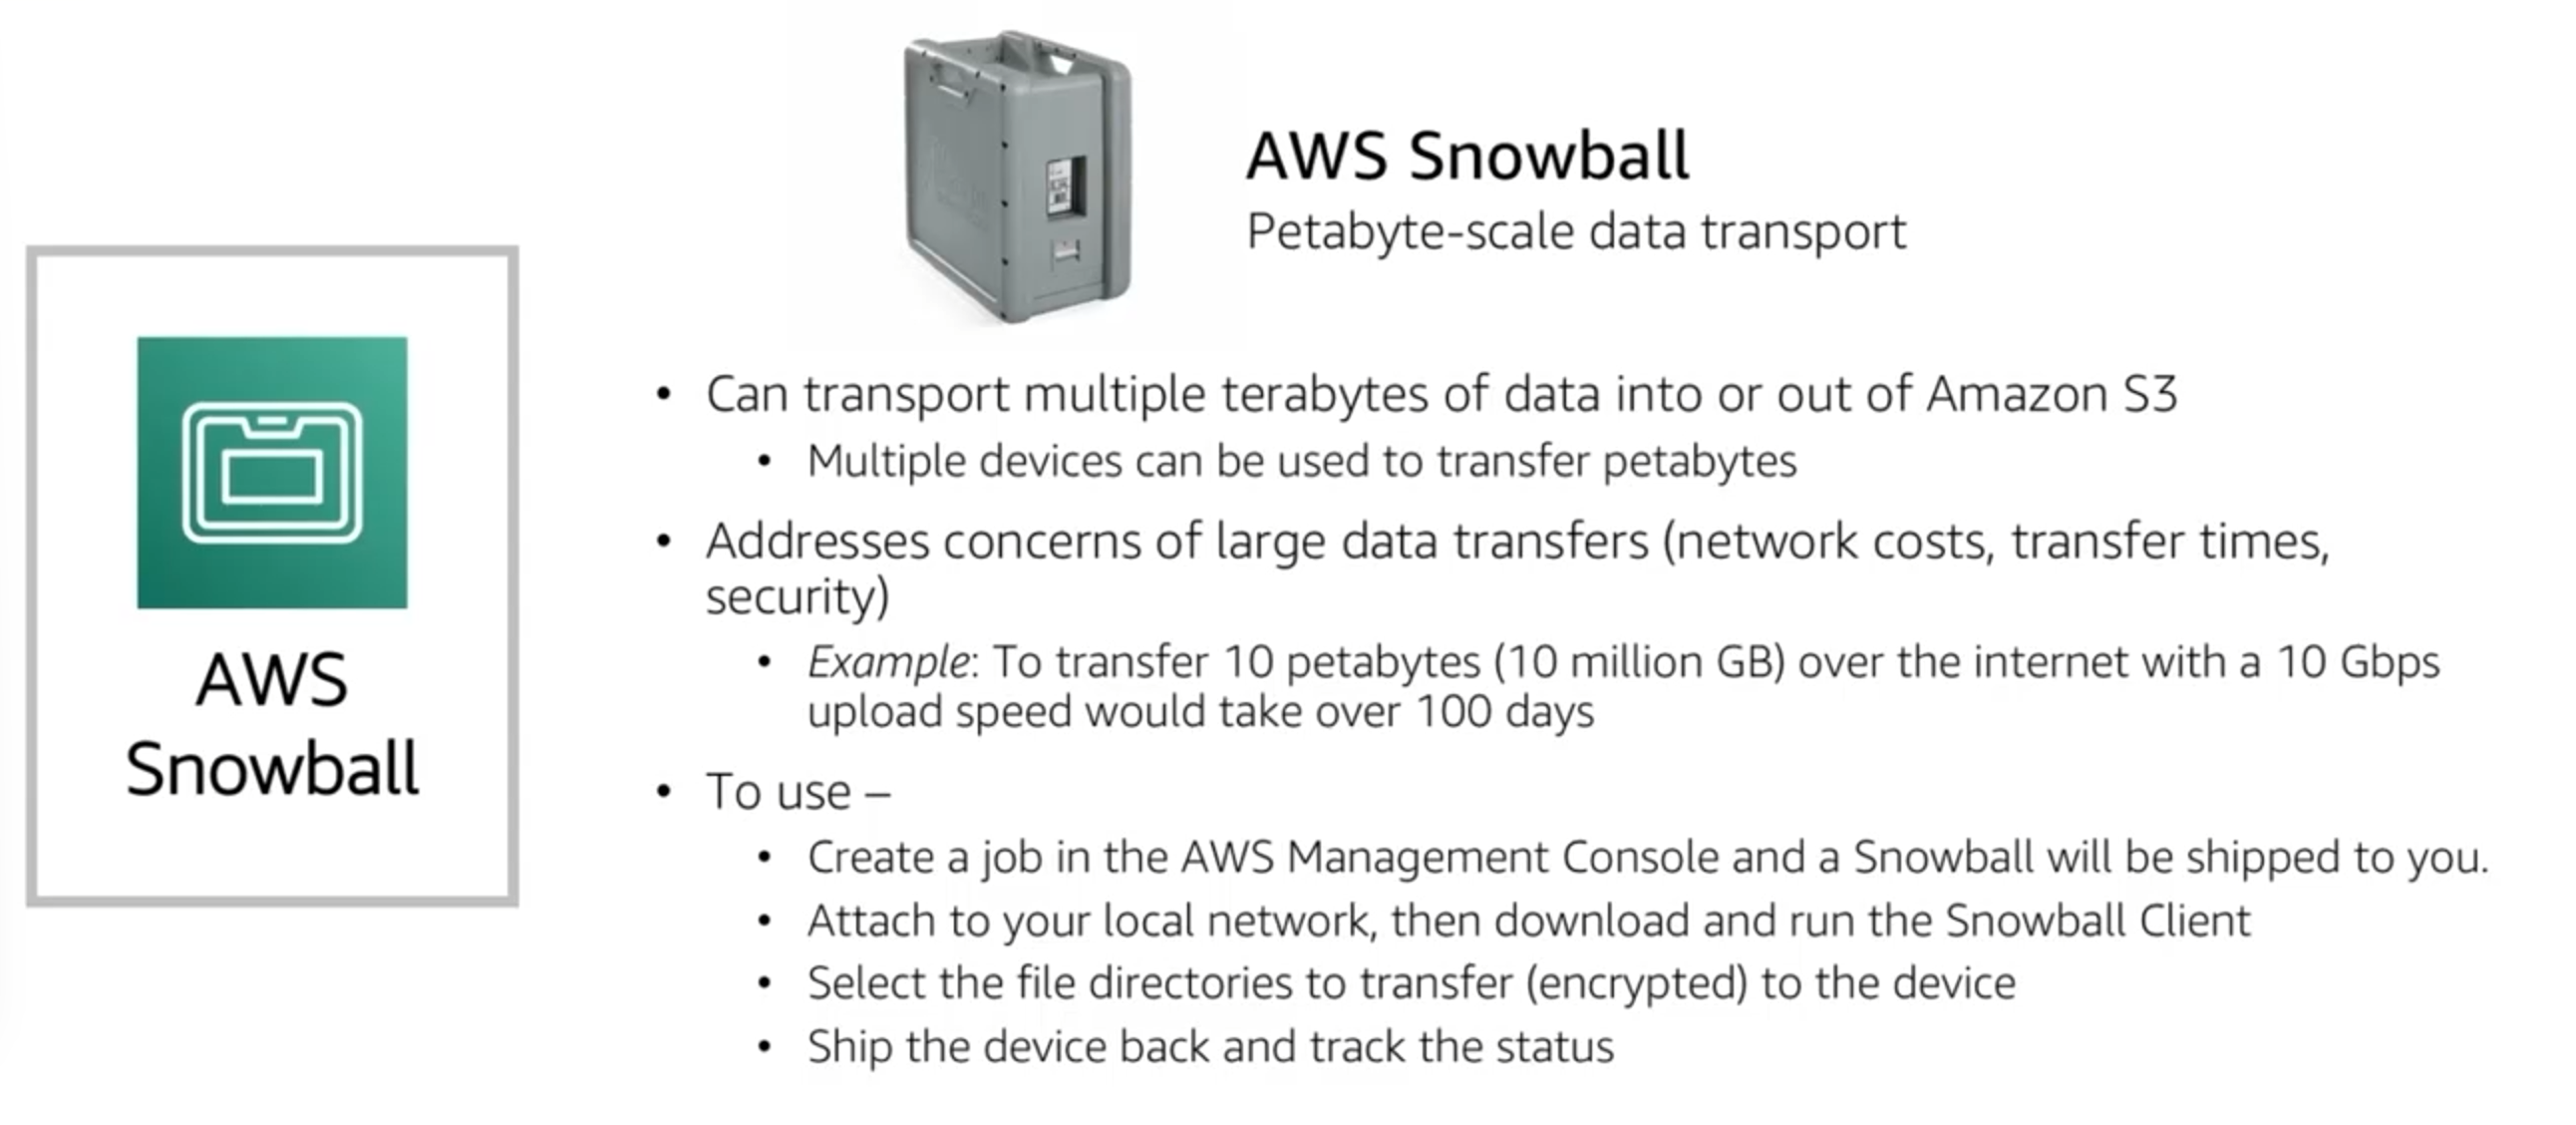 AWS Snowball
Petabyte-scale data transport
AWS
Snowball
• Can transport multiple terabytes of data into or out of Amazon S3
• Multiple devices can be used to transfer petabytes
• Addresses concerns of large data transfers (network costs, transfer times,
security)
• Example: To transfer 10 petabytes (10 million GB) over the internet with a 10 Gbps
upload speed would take over 100 days
• To use –
• Create a job in the AWS Management Console and a Snowball will be shipped to you.
• Attach to your local network, then download and run the Snowball Client
• Select the file directories to transfer (encrypted) to the device
• Ship the device back and track the status